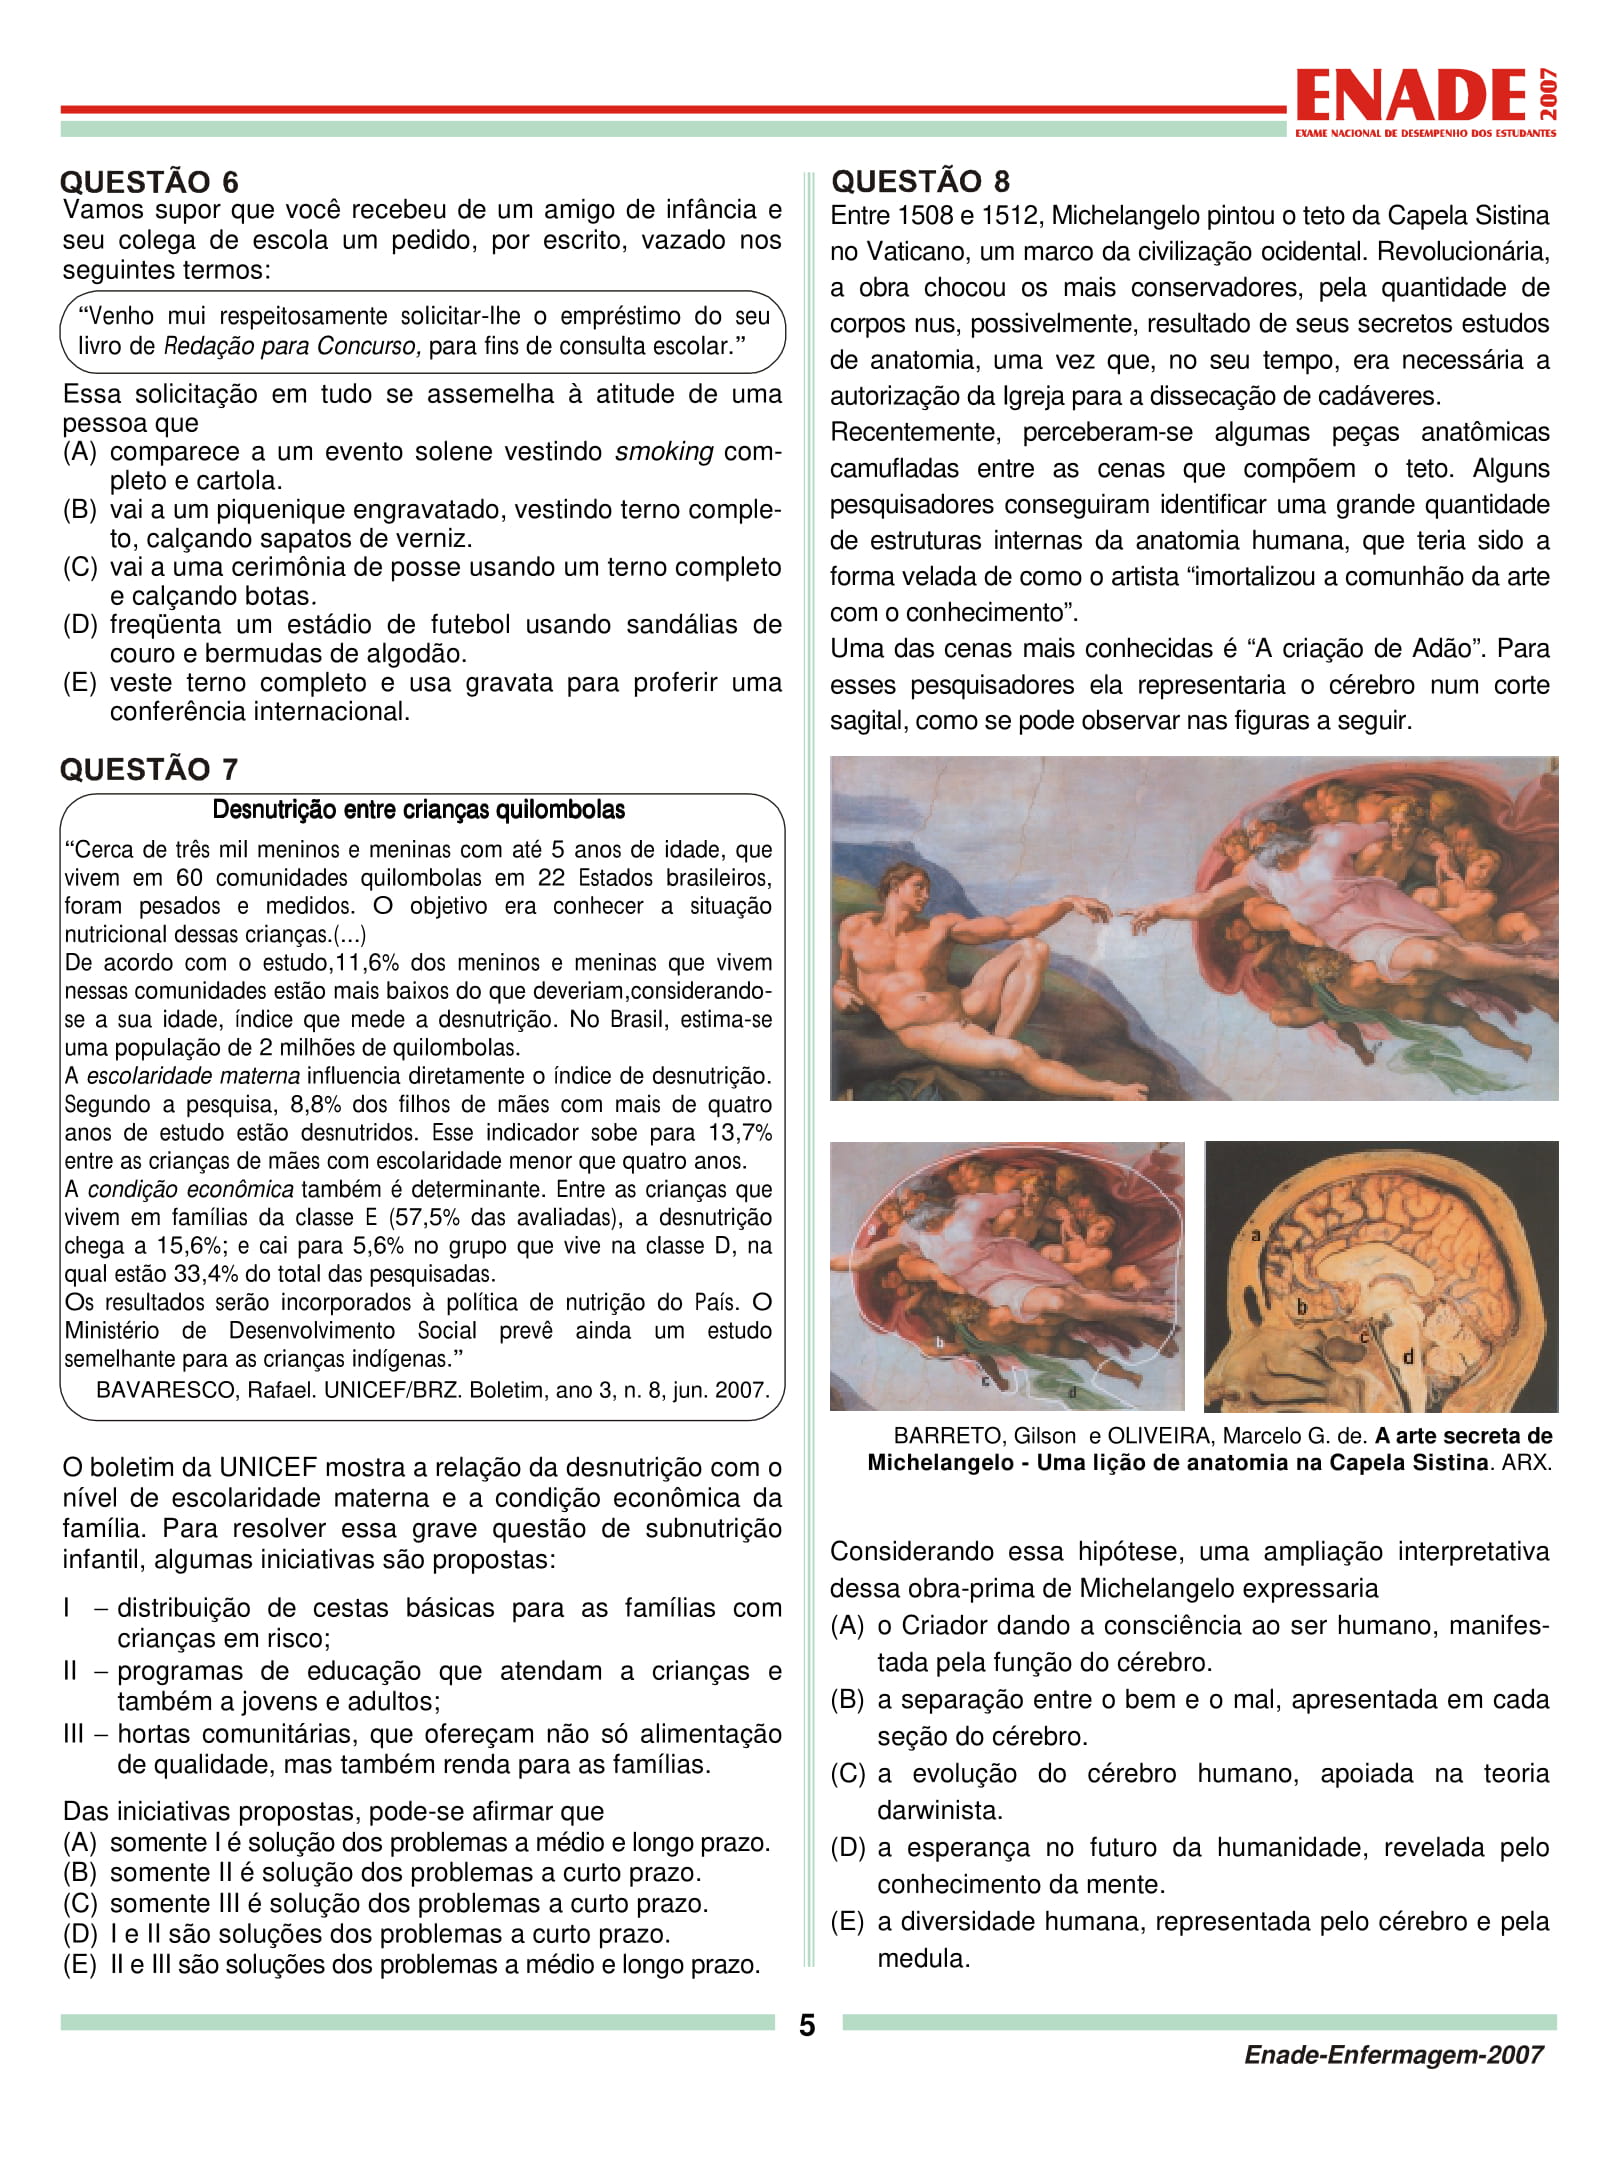 ENADE
2007
EXAME NACIONAL DE DESEMPENHO DOS ESTUDANTES
QUESTÃO 6
Vamos supor que você recebeu de um amigo de infância e
seu colega de escola um pedido, por escrito, vazado nos
seguintes termos:
“Venho mui respeitosamente solicitar-lhe o empréstimo do seu
livro de Redação para Concurso, para fins de consulta escolar.”
Essa solicitação em tudo se assemelha à atitude de uma
pessoa que
(A) comparece a um evento solene vestindo smoking com-
pleto e cartola.
(B) vai a um piquenique engravatado, vestindo terno comple-
to, calçando sapatos de verniz.
(C) vai a uma cerimônia de posse usando um terno completo
e calçando botas.
(D) freqüenta um estádio de futebol usando sandálias de
couro e bermudas de algodão.
(E) veste terno completo e usa gravata para proferir uma
conferência internacional.
QUESTÃO 7
Desnutrição entre crianças quilombolas
“Cerca de três mil meninos e meninas com até 5 anos de idade, que
vivem em 60 comunidades quilombolas em 22 Estados brasileiros,
foram pesados e medidos. O objetivo era conhecer a situação
nutricional dessas crianças.(...)
De acordo com o estudo,11,6% dos meninos e meninas que vivem
nessas comunidades estão mais baixos do que deveriam,considerando-
se a sua idade, índice que mede a desnutrição. No Brasil, estima-se
uma população de 2 milhões de quilombolas.
A escolaridade materna influencia diretamente o índice de desnutrição.
Segundo a pesquisa, 8,8% dos filhos de mães com mais de quatro
anos de estudo estão desnutridos. Esse indicador sobe para 13,7%
entre as crianças de mães com escolaridade menor que quatro anos.
A condição econômica também é determinante. Entre as crianças que
vivem em famílias da classe E (57,5% das avaliadas), a desnutrição
chega a 15,6%; e cai para 5,6% no grupo que vive na classe D, na
qual estão 33,4% do total das pesquisadas.
Os resultados serão incorporados à política de nutrição do País. O
Ministério de Desenvolvimento Social prevê ainda um estudo
semelhante para as crianças indígenas.”
BAVARESCO, Rafael. UNICEF/BRZ. Boletim, ano 3, n. 8, jun. 2007.
O boletim da UNICEF mostra a relação da desnutrição com o
nível de escolaridade materna e a condição econômica da
família. Para resolver essa grave questão de subnutrição
infantil, algumas iniciativas são propostas:
I – distribuição de cestas básicas para as famílias com
crianças em risco;
II – programas de educação que atendam a crianças e
também a jovens e adultos;
III – hortas comunitárias, que ofereçam não só alimentação
de qualidade, mas também renda para as famílias.
Das iniciativas propostas, pode-se afirmar que
(A) somente I é solução dos problemas a médio e longo prazo.
(B) somente II é solução dos problemas a curto prazo.
(C) somente III é solução dos problemas a curto prazo.
(D) I e II são soluções dos problemas a curto prazo.
(E) II e III são soluções dos problemas a médio e longo prazo.
QUESTÃO 8
Entre 1508 e 1512, Michelangelo pintou o teto da Capela Sistina
no Vaticano, um marco da civilização ocidental. Revolucionária,
a obra chocou os mais conservadores, pela quantidade de
corpos nus, possivelmente, resultado de seus secretos estudos
de anatomia, uma vez que, no seu tempo, era necessária a
autorização da Igreja para a dissecação de cadáveres.
Recentemente, perceberam-se algumas peças anatômicas
camufladas entre as cenas que compõem o teto. Alguns
pesquisadores conseguiram identificar uma grande quantidade
de estruturas internas da anatomia humana, que teria sido a
forma velada de como o artista “imortalizou a comunhão da arte
com o conhecimento”.
Uma das cenas mais conhecidas é “A criação de Adão”. Para
esses pesquisadores ela representaria o cérebro num corte
sagital, como se pode observar nas figuras a seguir.
a
b
c
d
a
b
c
d
BARRETO, Gilson e OLIVEIRA, Marcelo G. de. A arte secreta de
Michelangelo - Uma lição de anatomia na Capela Sistina. ARX.
Considerando essa hipótese, uma ampliação interpretativa
dessa obra-prima de Michelangelo expressaria
(A) o Criador dando a consciência ao ser humano, manifes-
tada pela função do cérebro.
(B) a separação entre o bem e o mal, apresentada em cada
seção do cérebro.
(C) a evolução do cérebro humano, apoiada na teoria
darwinista.
(D) a esperança no futuro da humanidade, revelada pelo
conhecimento da mente.
(E) a diversidade humana, representada pelo cérebro e pela
medula.
5
Enade-Enfermagem-2007